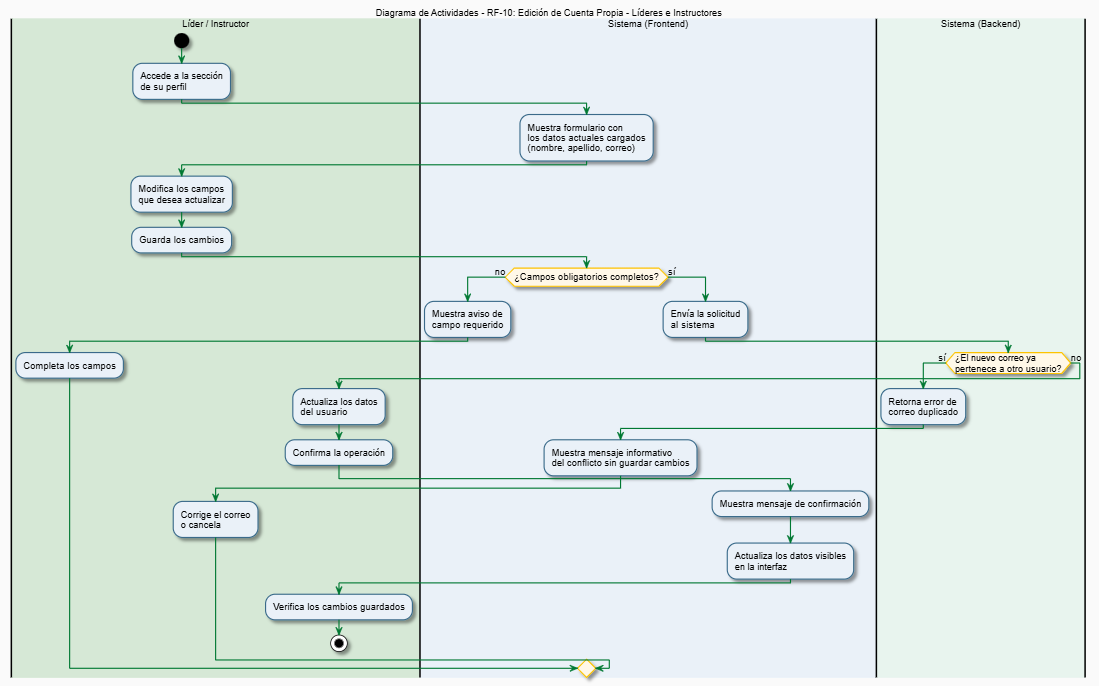 Diagrama de Actividades - RF-10: Edición de Cuenta Propia - Líderes e Instructores
Líder / Instructor
Sistema (Frontend)
Sistema (Backend)
Accede a la sección
de su perfil
Muestra formulario con
los datos actuales cargados
(nombre, apellido, correo)
Modifica los campos
que desea actualizar
Guarda los cambios
no
¿Campos obligatorios completos?
sí
Muestra aviso de
campo requerido
Envía la solicitud
al sistema
Completa los campos
sí
¿El nuevo correo ya
pertenece a otro usuario?
no
Actualiza los datos
del usuario
Retorna error de
correo duplicado
Confirma la operación
Muestra mensaje informativo
del conflicto sin guardar cambios
Corrige el correo
o cancela
Muestra mensaje de confirmación
Actualiza los datos visibles
en la interfaz
Verifica los cambios guardados